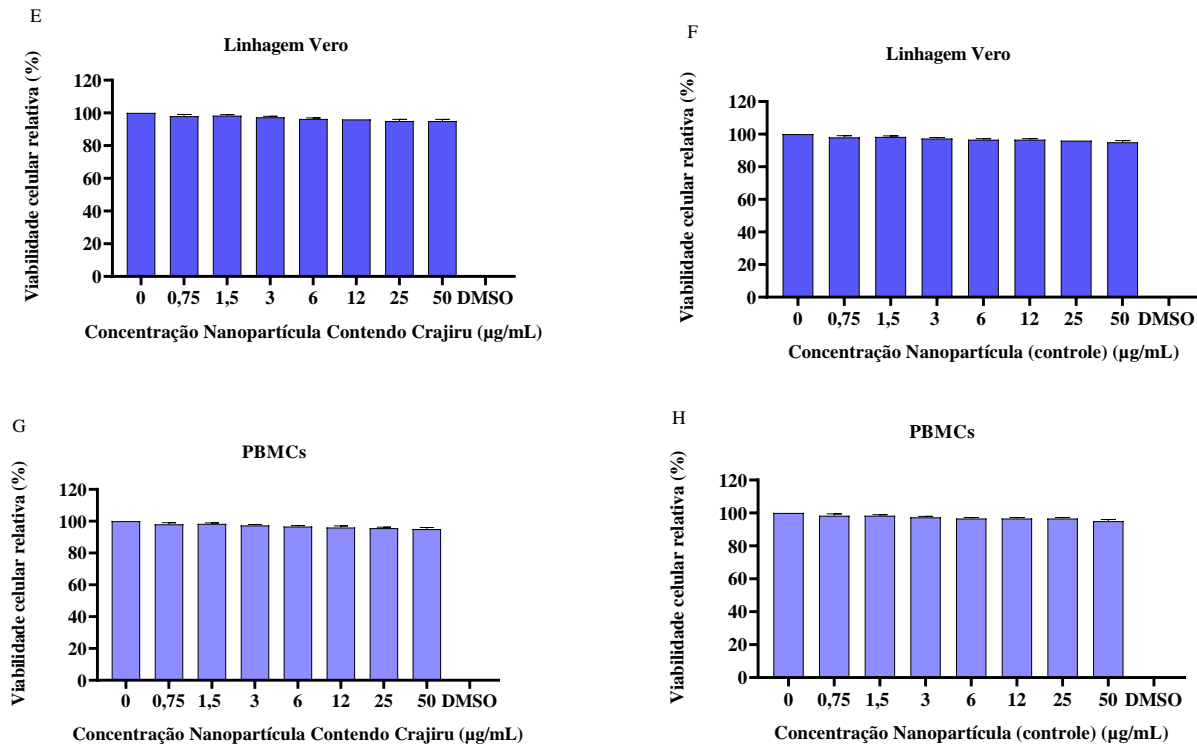 E
Linhagem Vero
Viabilidade celular relativa (%)
120
100
80
60
40
20
0
0 0,75 1,5 3 6 12 25 50 DMSO
Concentração Nanopartícula Contendo Crajiru (µg/mL)
F
Linhagem Vero
Viabilidade celular relativa (%)
120
100
80
60
40
20
0
0 0,75 1,5 3 6 12 25 50 DMSO
Concentração Nanopartícula (controle) (µg/mL)
G
PBMCs
Viabilidade celular relativa (%)
120
100
80
60
40
20
0
0 0,75 1,5 3 6 12 25 50 DMSO
Concentração Nanopartícula Contendo Crajiru (µg/mL)
H
PBMCs
Viabilidade celular relativa (%)
120
100
80
60
40
20
0
0 0,75 1,5 3 6 12 25 50 DMSO
Concentração Nanopartícula (controle) (µg/mL)